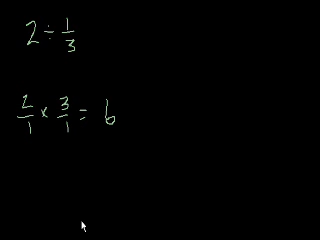 2 ÷ 1/3
2/1 × 3/1 = 6